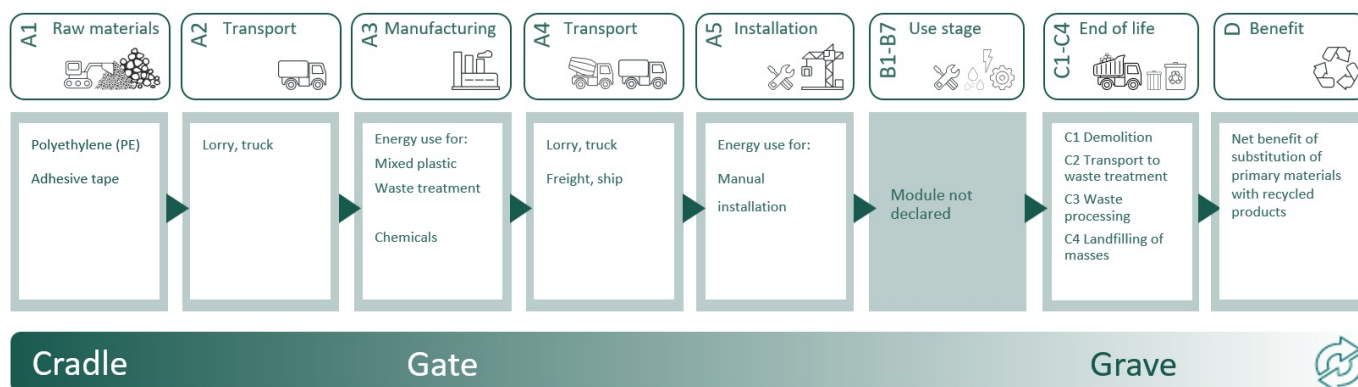 A1 Raw materials
A2 Transport
A3 Manufacturing
A4 Transport
A5 Installation
B1-B7 Use stage
C1-C4 End of life
D Benefit
Polyethylene (PE)
Adhesive tape
Lorry, truck
Energy use for:
Mixed plastic
Waste treatment
Chemicals
Lorry, truck
Freight, ship
Energy use for:
Manual
installation
Module not
declared
C1 Demolition
C2 Transport to
waste treatment
C3 Waste
processing
C4 Landfilling of
masses
Net benefit of
substitution of
primary materials
with recycled
products
Cradle
Gate
Grave